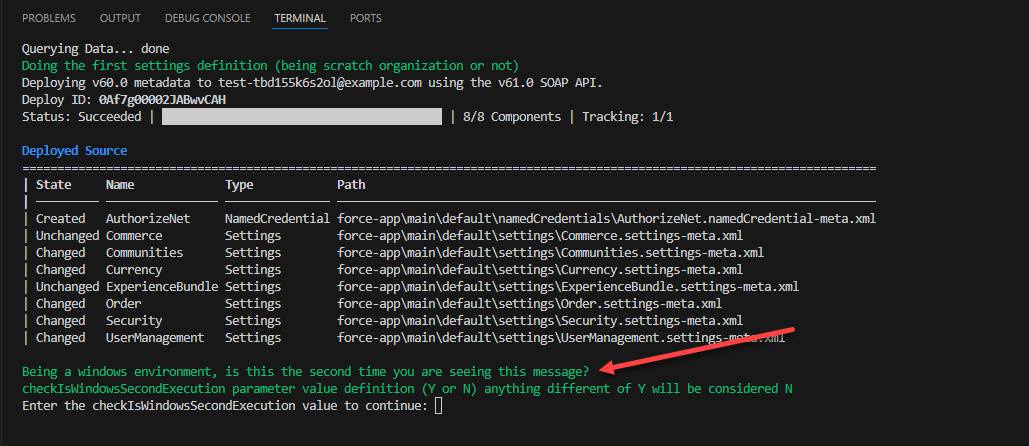 PROBLEMS OUTPUT DEBUG CONSOLE TERMINAL PORTS
Querying Data... done
Doing the first settings definition (being scratch organization or not)
Deploying v60.0 metadata to test-tbd155k6s2ol@example.com using the v61.0 SOAP API.
Deploy ID: 0Af7g00002JABwvCAH
Status: Succeeded | | 8/8 Components | Tracking: 1/1
Deployed Source
| State Name Type Path
| Created AuthorizeNet NamedCredential force-app\main\default\namedCredentials\AuthorizeNet.namedCredential-meta.xml
| Unchanged Commerce Settings force-app\main\default\settings\Commerce.settings-meta.xml
| Changed Communities Settings force-app\main\default\settings\Communities.settings-meta.xml
| Changed Currency Settings force-app\main\default\settings\Currency.settings-meta.xml
| Unchanged ExperienceBundle Settings force-app\main\default\settings\ExperienceBundle.settings-meta.xml
| Changed Order Settings force-app\main\default\settings\Order.settings-meta.xml
| Changed Security Settings force-app\main\default\settings\Security.settings-meta.xml
| Changed UserManagement Settings force-app\main\default\settings\UserManagement.settings-meta.xml
Being a windows environment, is this the second time you are seeing this message?
checkIsWindowsSecondExecution parameter value definition (Y or N) anything different of Y will be considered N
Enter the checkIsWindowsSecondExecution value to continue: